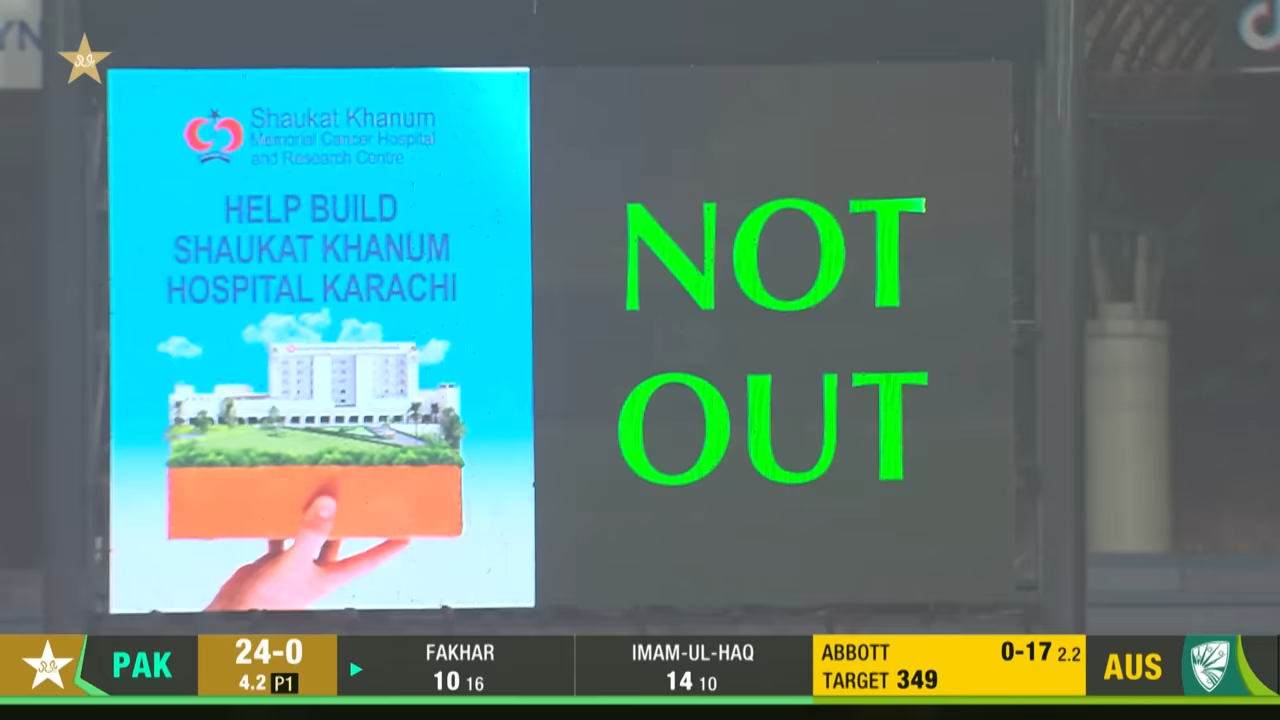 YN
Shaukat Khanum
Memorial Cancer Hospital
and Research Centre
HELP BUILD
SHAUKAT KHANUM
HOSPITAL KARACHI
NOT
OUT
PAK
24-0
4.2 P1
FAKHAR
10 16
IMAM-UL-HAQ
14 10
ABBOTT 0-17 2.2
TARGET 349
AUS